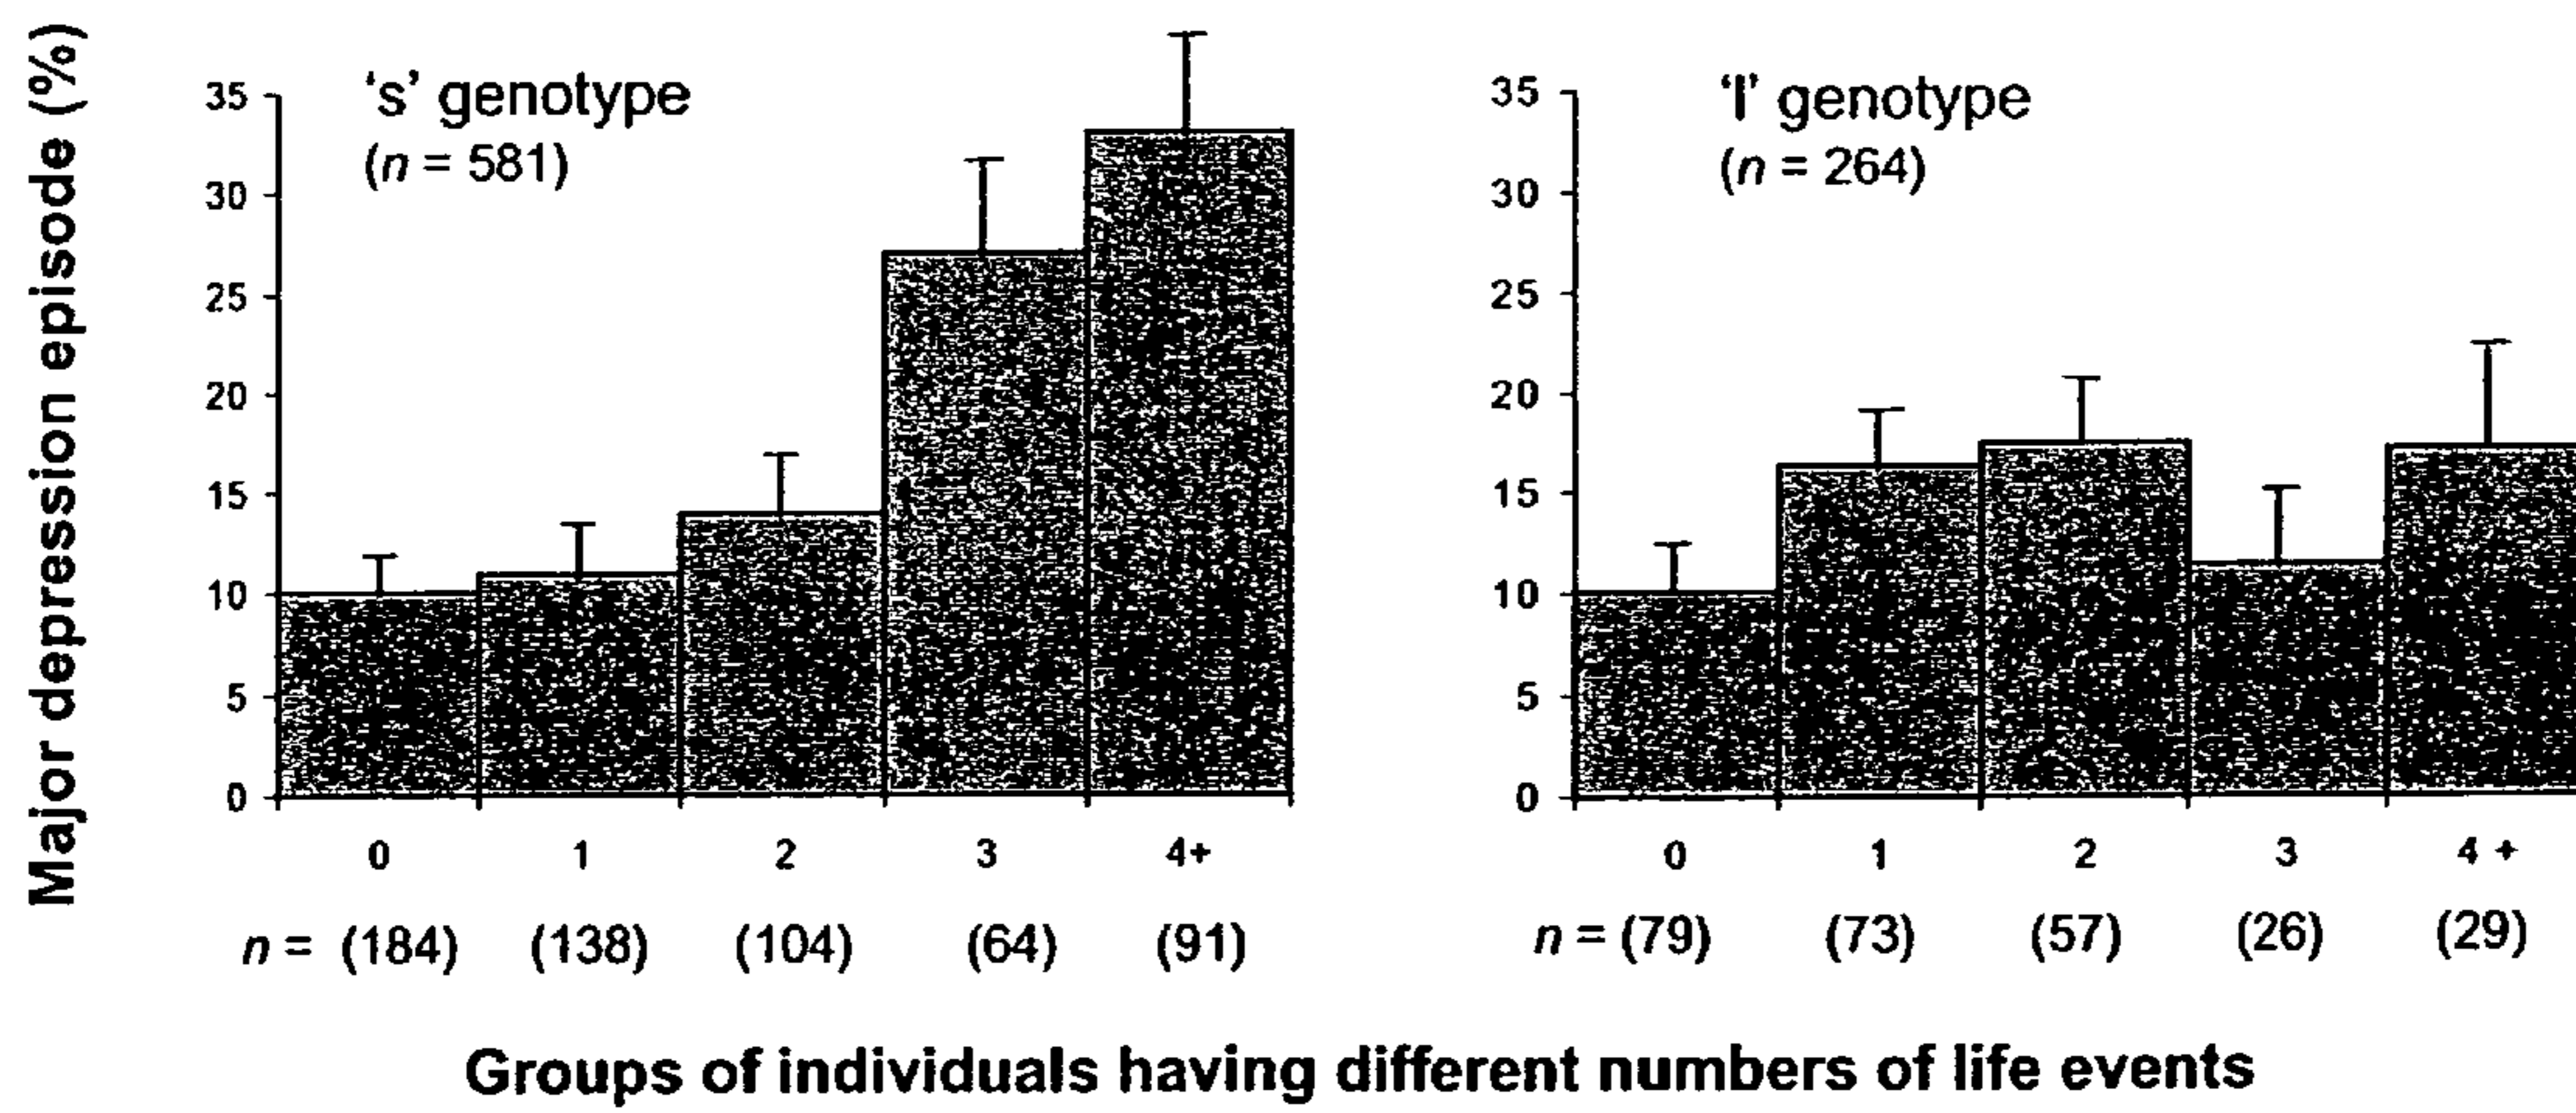 Major depression episode (%)
35
30
25
20
15
10
5
0
‘s’ genotype
(n = 581)
0 1 2 3 4+
n = (184) (138) (104) (64) (91)
35
30
25
20
15
10
5
0
‘l’ genotype
(n = 264)
0 1 2 3 4 +
n = (79) (73) (57) (26) (29)
Groups of individuals having different numbers of life events